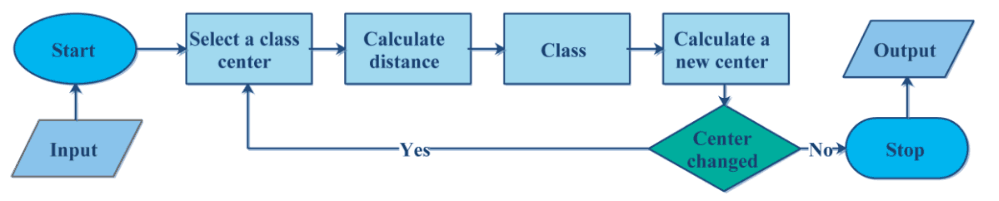 Start
Select a class
center
Calculate
distance
Class
Calculate a
new center
Output
Input
Yes
Center
changed
No
Stop